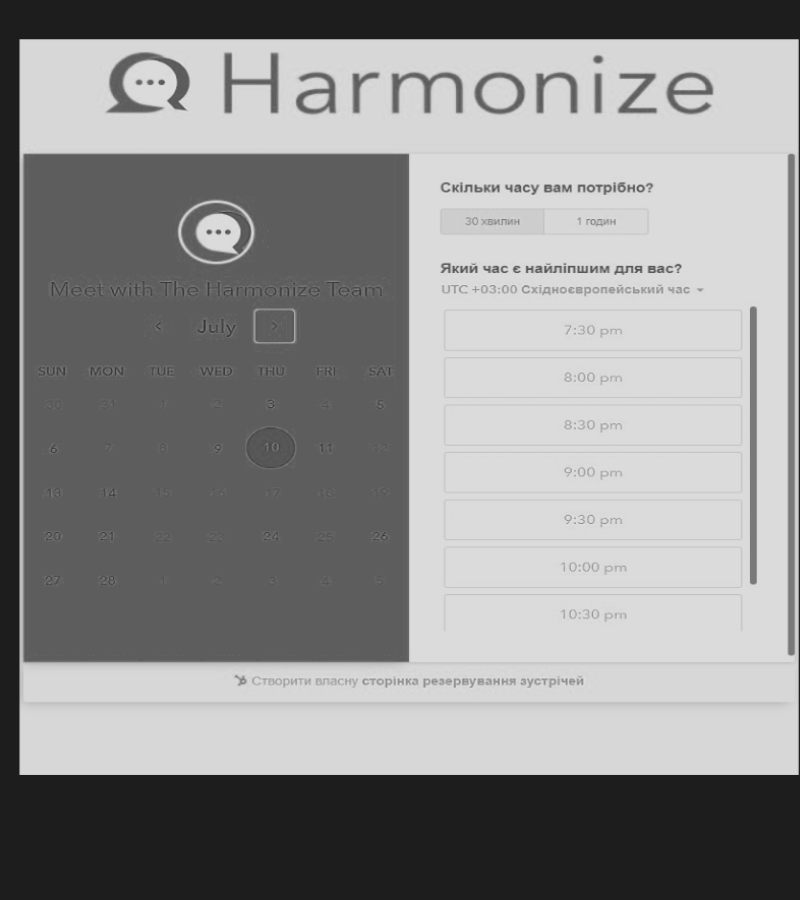 Harmonize
Meet with The Harmonize Team
July
SUN MON TUE WED THU FRI SAT
30 31 1 2 3 4 5
6 7 8 9 10 11 12
13 14 15 16 17 18 19
20 21 22 23 24 25 26
27 28 1 2 3 4 5
Скільки часу вам потрібно?
30 хвилин 1 годин
Який час є найліпшим для вас?
UTC +03:00 Східноєвропейський час
7:30 pm
8:00 pm
8:30 pm
9:00 pm
9:30 pm
10:00 pm
10:30 pm
Створити власну сторінка резервування зустрічей